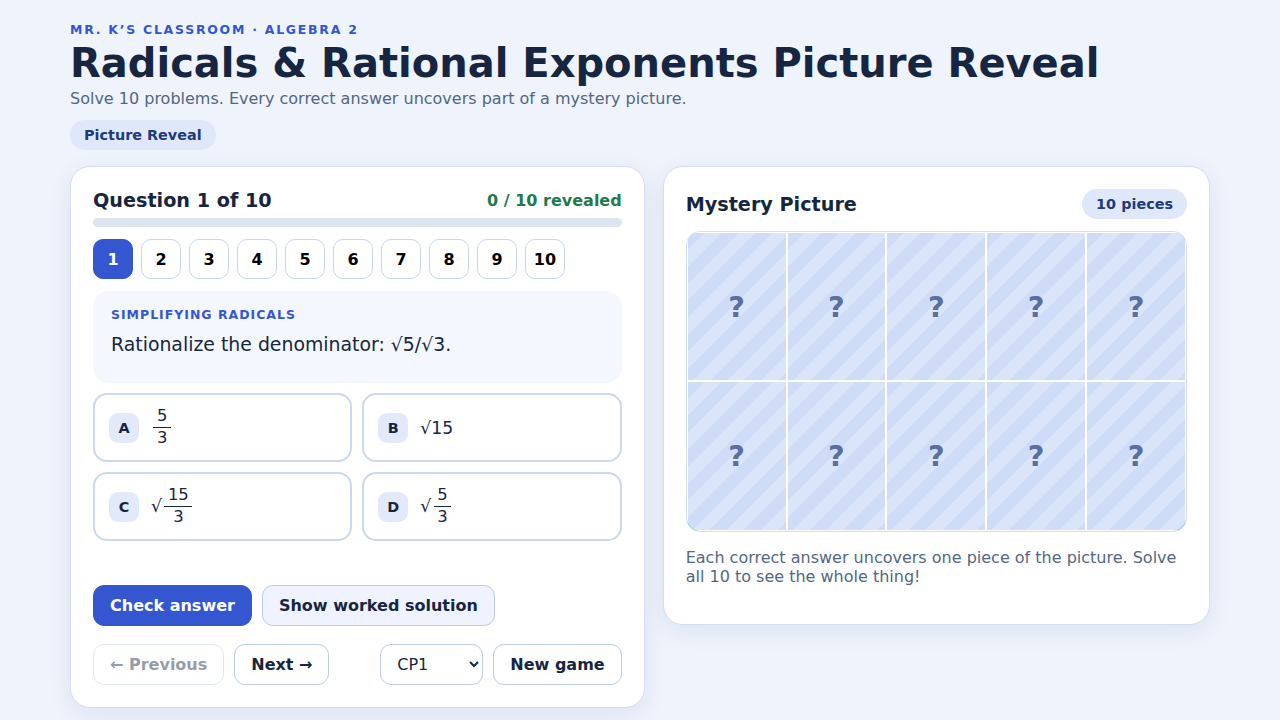 MR. K’S CLASSROOM · ALGEBRA 2
Radicals & Rational Exponents Picture Reveal
Solve 10 problems. Every correct answer uncovers part of a mystery picture.
Picture Reveal
Question 1 of 10
0 / 10 revealed
1 2 3 4 5 6 7 8 9 10
SIMPLIFYING RADICALS
Rationalize the denominator: √5/√3.
A 5/3
B √15
C √15/3
D √5/3
Check answer
Show worked solution
← Previous
Next →
CP1
New game
Mystery Picture
10 pieces
? ? ? ? ?
? ? ? ? ?
Each correct answer uncovers one piece of the picture. Solve
all 10 to see the whole thing!